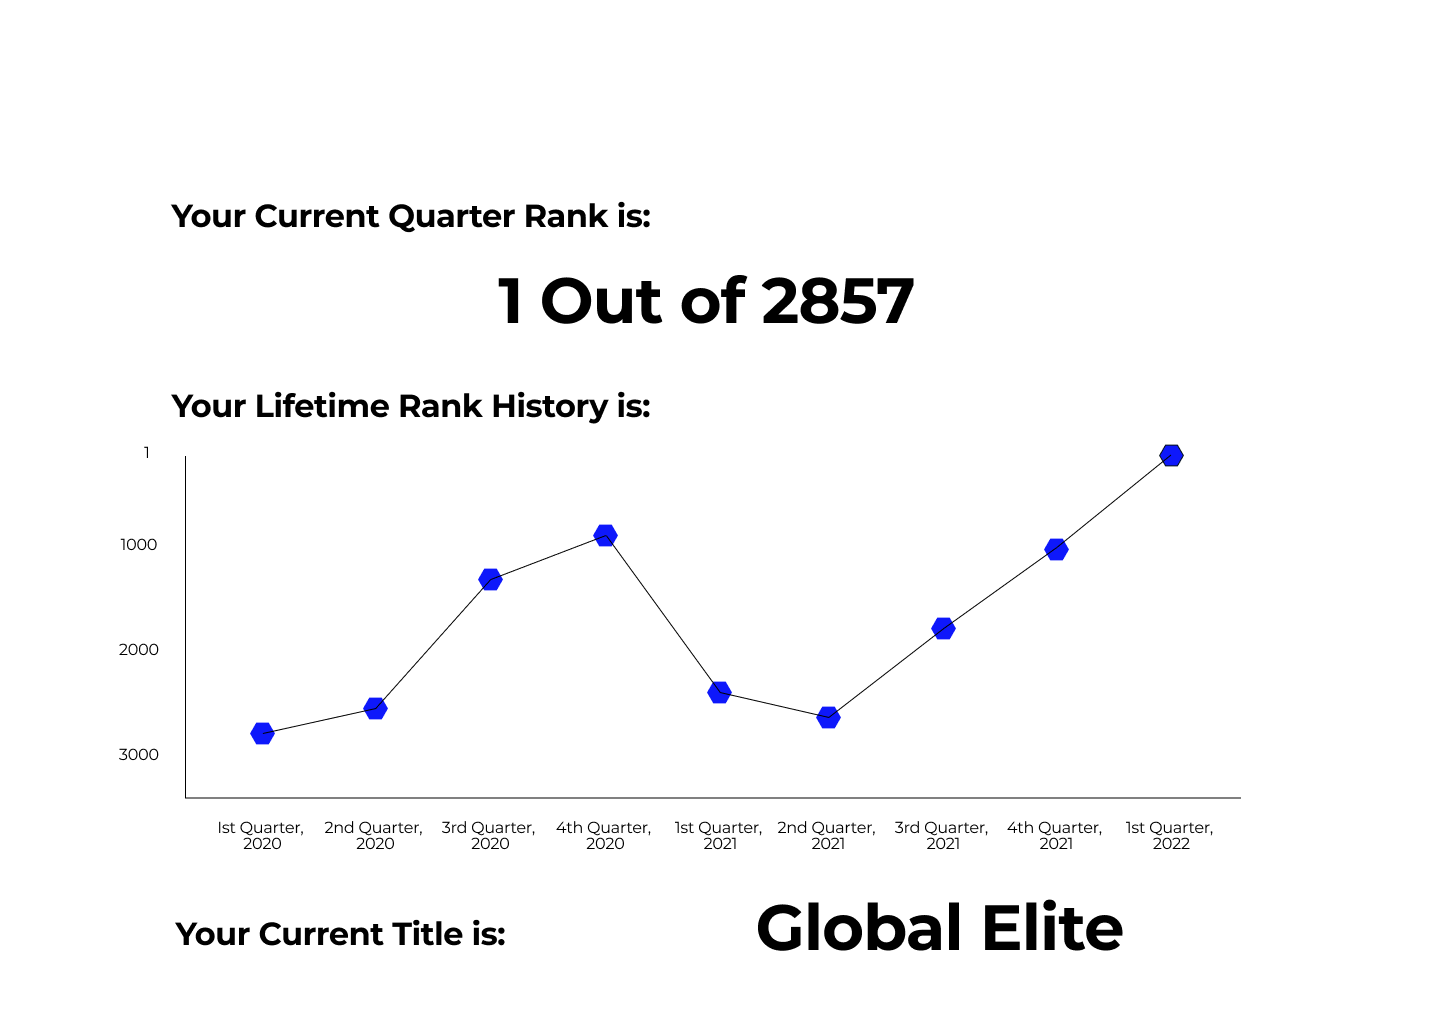 Your Current Quarter Rank is:
1 Out of 2857
Your Lifetime Rank History is:
1
1000
2000
3000
Ist Quarter,
2020
2nd Quarter,
2020
3rd Quarter,
2020
4th Quarter,
2020
1st Quarter,
2021
2nd Quarter,
2021
3rd Quarter,
2021
4th Quarter,
2021
1st Quarter,
2022
Your Current Title is:
Global Elite